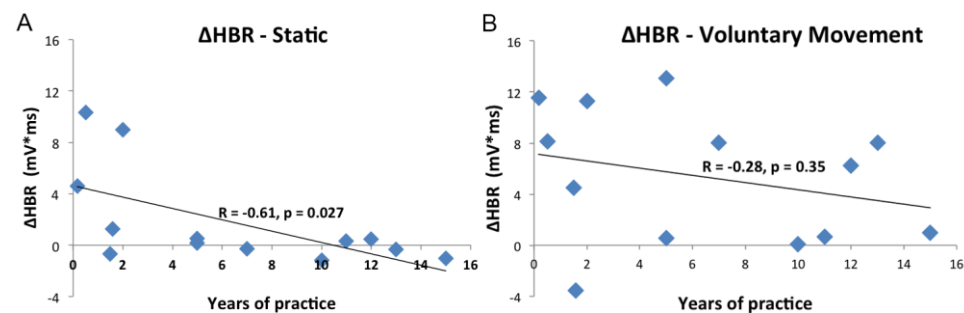 A
ΔHBR - Static
16
12
8
4
0
-4
ΔHBR (mV*ms)
R = -0.61, p = 0.027
0 2 4 6 8 10 12 14 16
Years of practice
B
ΔHBR - Voluntary Movement
16
12
8
4
0
-4
ΔHBR (mV*ms)
R = -0.28, p = 0.35
0 2 4 6 8 10 12 14 16
Years of practice